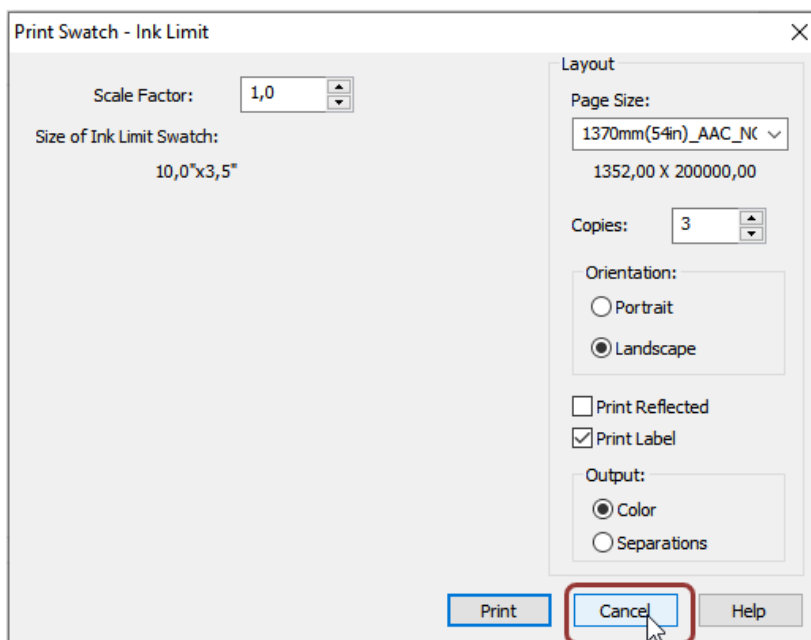 Print Swatch - Ink Limit
Scale Factor:
1,0
Size of Ink Limit Swatch:
10,0"x3,5"
Layout
Page Size:
1370mm(54in)_AAC_N
1352,00 X 200000,00
Copies:
3
Orientation:
Portrait
Landscape
Print Reflected
Print Label
Output:
Color
Separations
Print
Cancel
Help